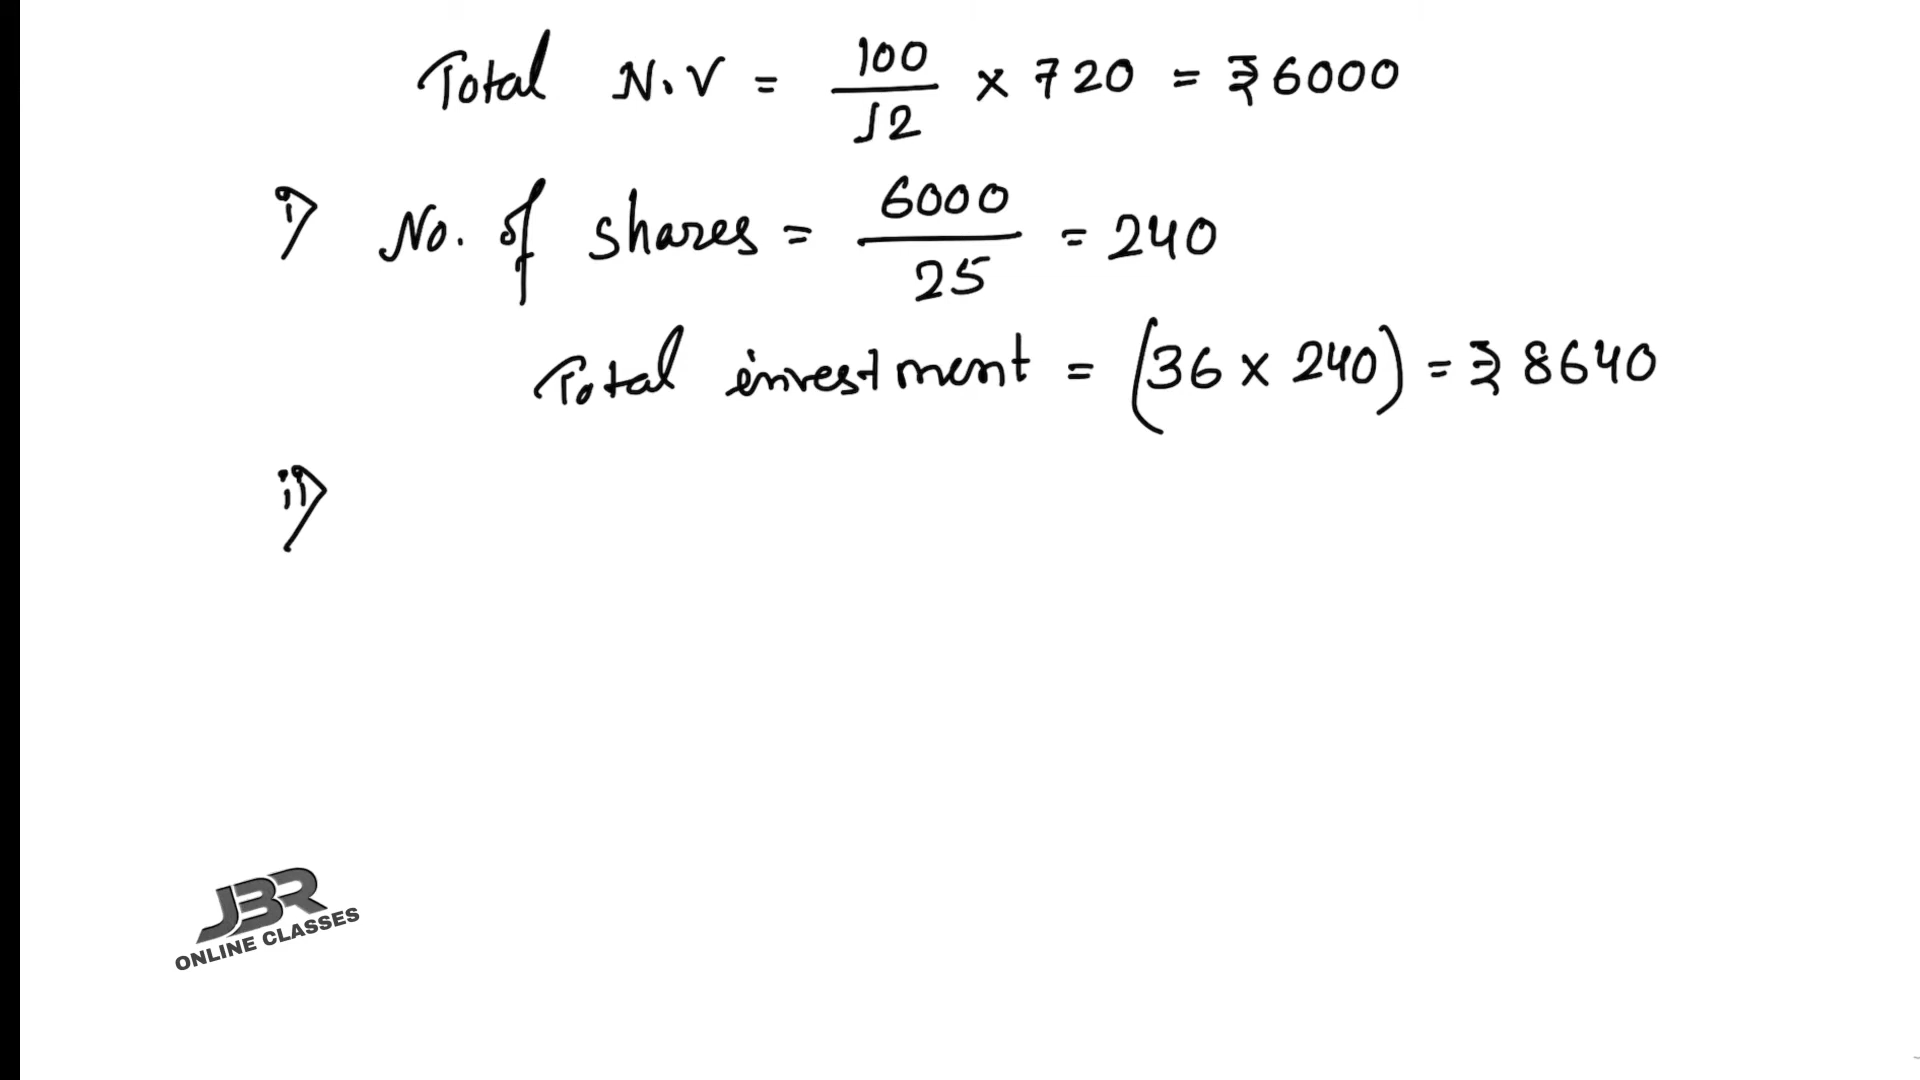 Total N.V = 100/12 × 720 = ₹6000
i) No. of shares = 6000/25 = 240
Total investment = (36 × 240) = ₹ 8640
ii)
JBR
ONLINE CLASSES